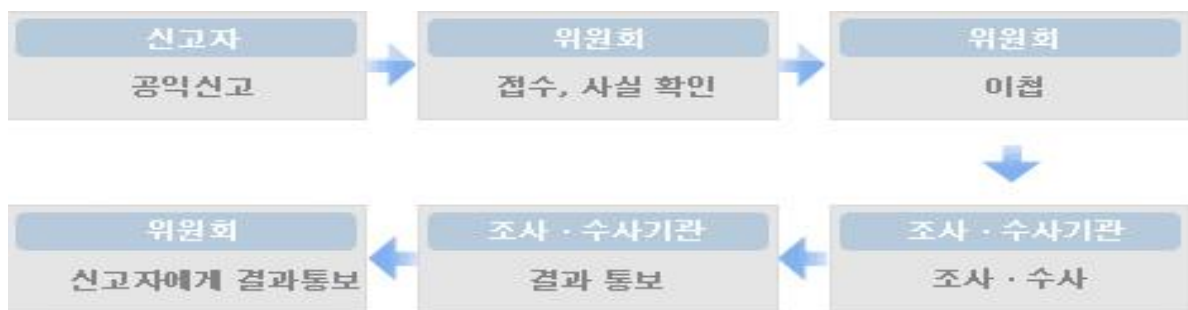 신고자
공익신고
위원회
접수, 사실 확인
위원회
이첩
조사 · 수사기관
조사 · 수사
조사 · 수사기관
결과 통보
위원회
신고자에게 결과통보